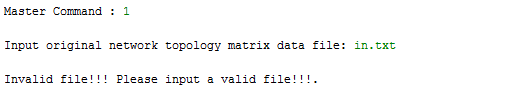 Master Command : 1
Input original network topology matrix data file: in.txt
Invalid file!!! Please input a valid file!!!.